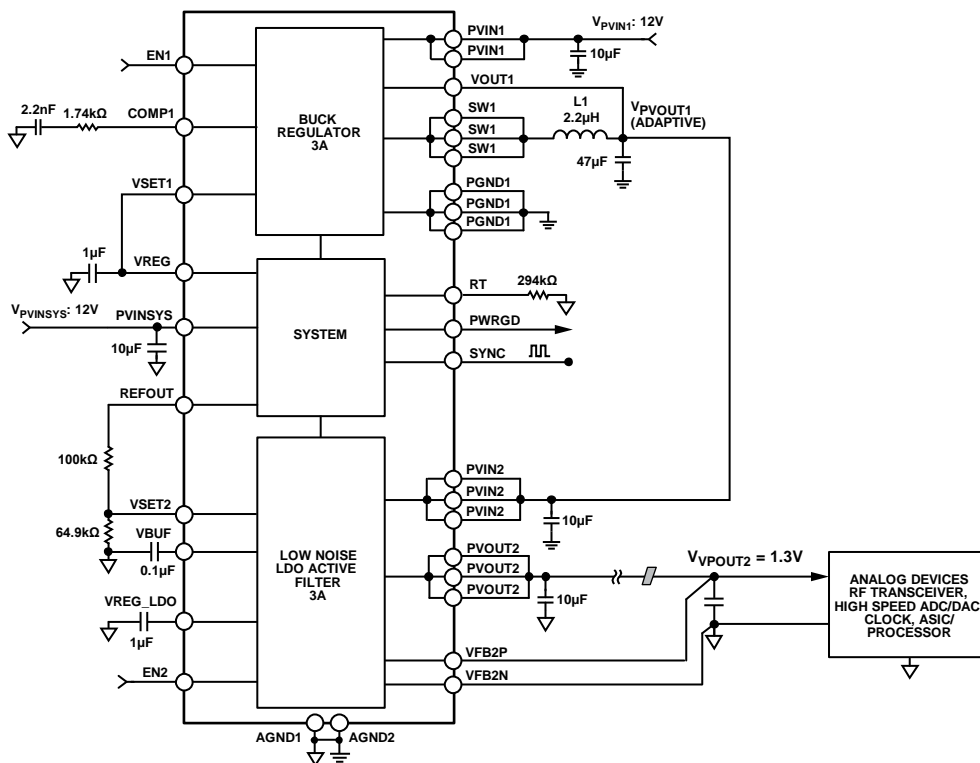 EN1
2.2nF
1.74kΩ
COMP1
VSET1
1µF
VREG
VPVINSYS: 12V
PVINSYS
10µF
REFOUT
100kΩ
VSET2
64.9kΩ
VBUF
0.1µF
VREG_LDO
1µF
EN2
BUCK
REGULATOR
3A
SYSTEM
LOW NOISE
LDO ACTIVE
FILTER
3A
AGND1
AGND2
PVIN1
PVIN1
VPVIN1: 12V
10µF
VOUT1
SW1
SW1
SW1
L1
2.2µH
VPVOUT1
(ADAPTIVE)
47µF
PGND1
PGND1
PGND1
RT
294kΩ
PWRGD
SYNC
PVIN2
PVIN2
PVIN2
10µF
PVOUT2
PVOUT2
PVOUT2
10µF
VVPOUT2 = 1.3V
VFB2P
VFB2N
ANALOG DEVICES
RF TRANSCEIVER,
HIGH SPEED ADC/DAC
CLOCK, ASIC/
PROCESSOR